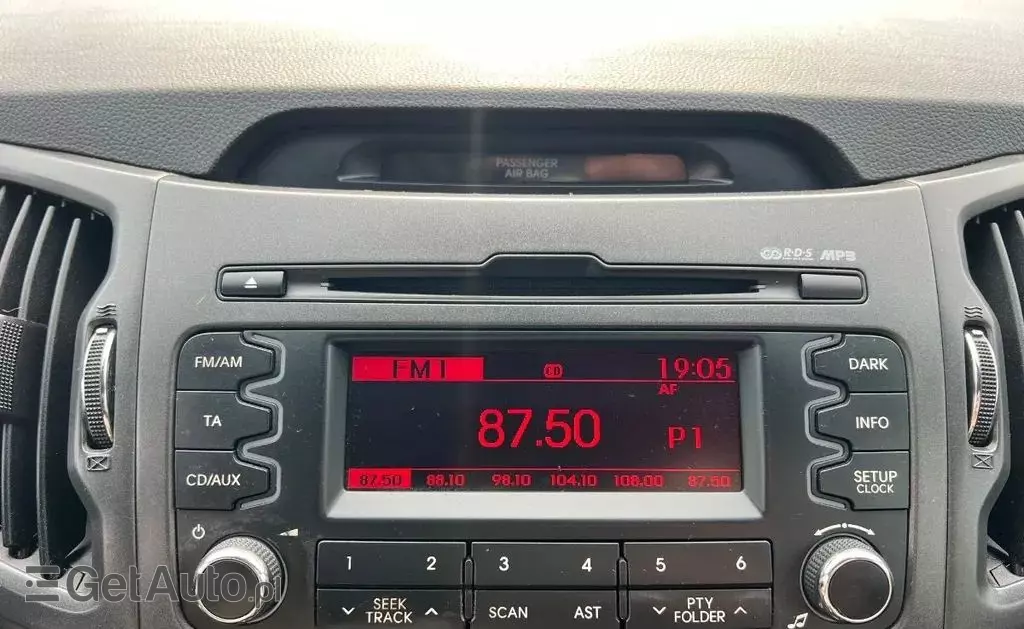 PASSENGER
AIR BAG
R·D·S MP3
FM/AM
TA
CD/AUX
FM1 19:05
AF
87.50 P1
87.50 88.10 98.10 104.10 108.00 87.50
DARK
INFO
SETUP
CLOCK
1 2 3 4 5 6
SEEK
TRACK
SCAN AST
PTY
FOLDER
GetAuto.pl